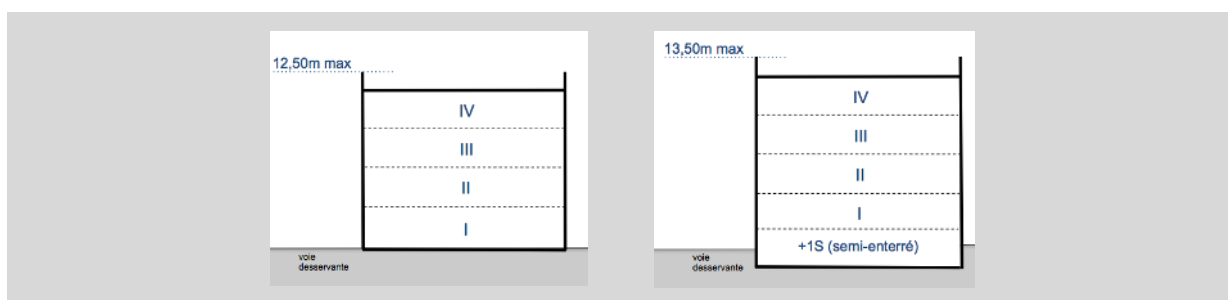 12,50m max
IV
III
II
I
voie
desservante
13,50m max
IV
III
II
I
+1S (semi-enterré)
voie
desservante